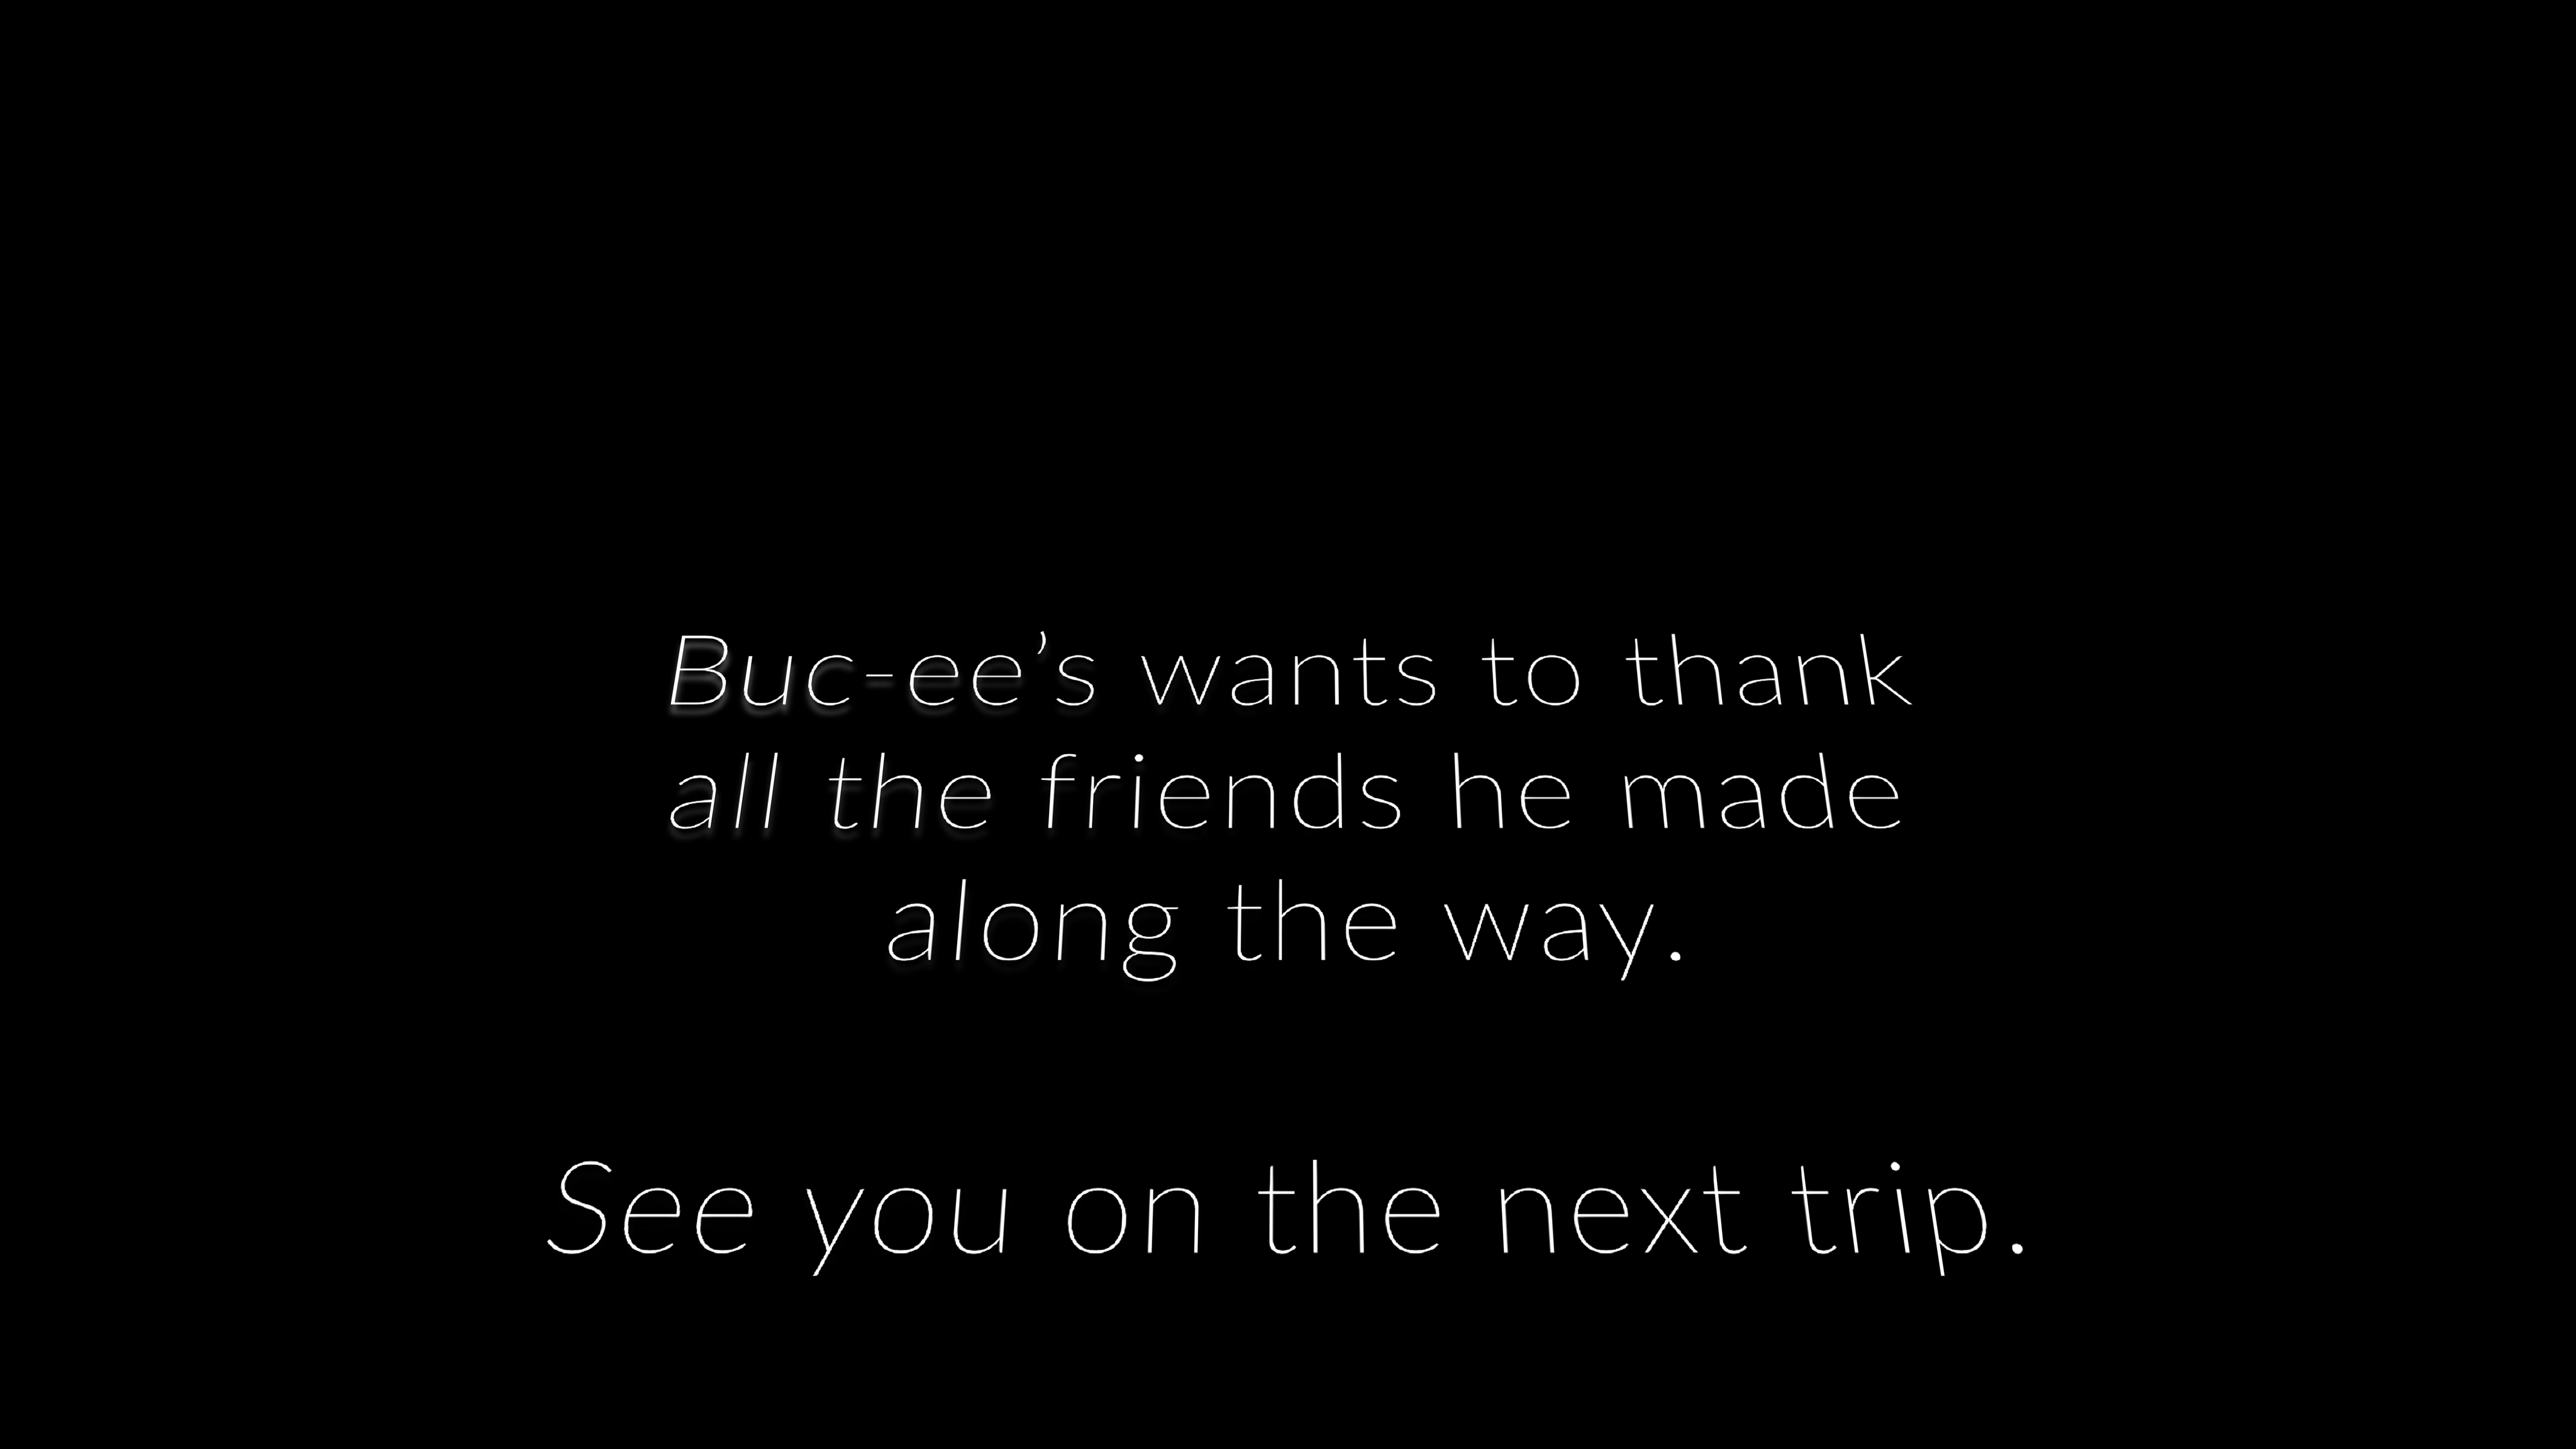 Buc-ee’s wants to thank
all the friends he made
along the way.
See you on the next trip.